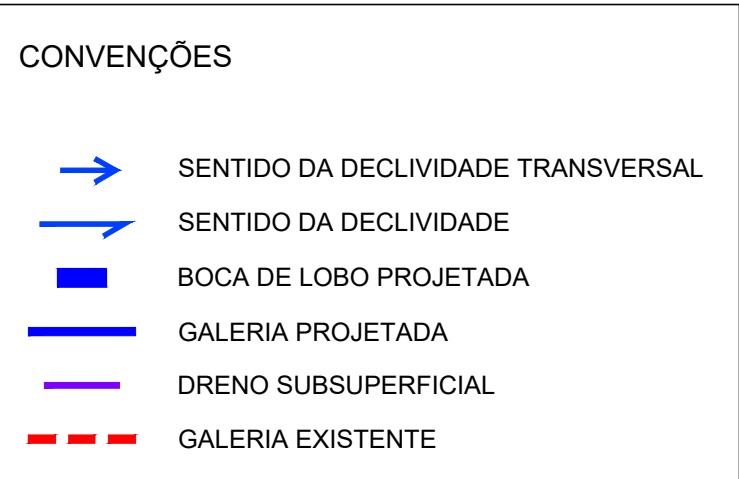 CONVENÇÕES
SENTIDO DA DECLIVIDADE TRANSVERSAL
SENTIDO DA DECLIVIDADE
BOCA DE LOBO PROJETADA
GALERIA PROJETADA
DRENO SUBSUPERFICIAL
GALERIA EXISTENTE